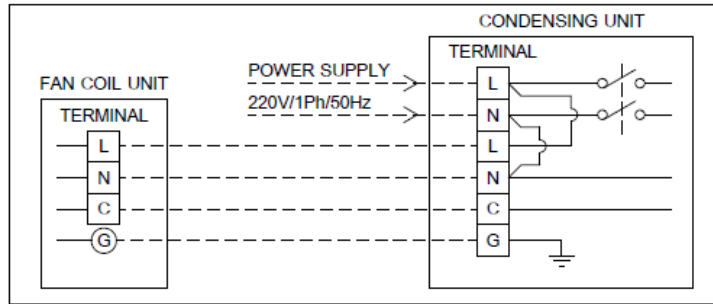 CONDENSING UNIT
TERMINAL
POWER SUPPLY
220V/1Ph/50Hz
FAN COIL UNIT
TERMINAL
L
N
C
G
L
N
L
N
C
G